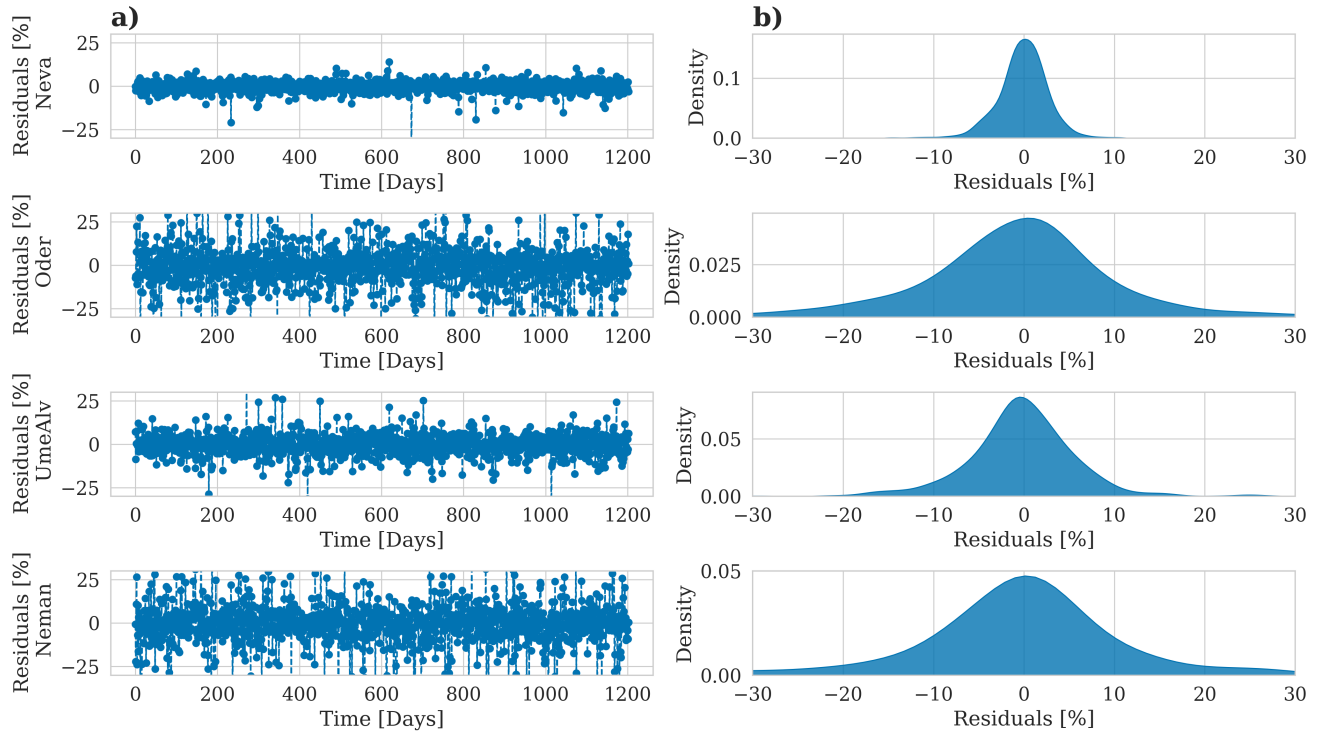 a)
Residuals [%]
Neva
25
0
−25
0 200 400 600 800 1000 1200
Time [Days]
b)
Density
0.1
0.0
−30 −20 −10 0 10 20 30
Residuals [%]
Residuals [%]
Oder
25
0
−25
0 200 400 600 800 1000 1200
Time [Days]
Density
0.025
0.000
−30 −20 −10 0 10 20 30
Residuals [%]
Residuals [%]
UmeAlv
25
0
−25
0 200 400 600 800 1000 1200
Time [Days]
Density
0.05
0.00
−30 −20 −10 0 10 20 30
Residuals [%]
Residuals [%]
Neman
25
0
−25
0 200 400 600 800 1000 1200
Time [Days]
Density
0.05
0.00
−30 −20 −10 0 10 20 30
Residuals [%]